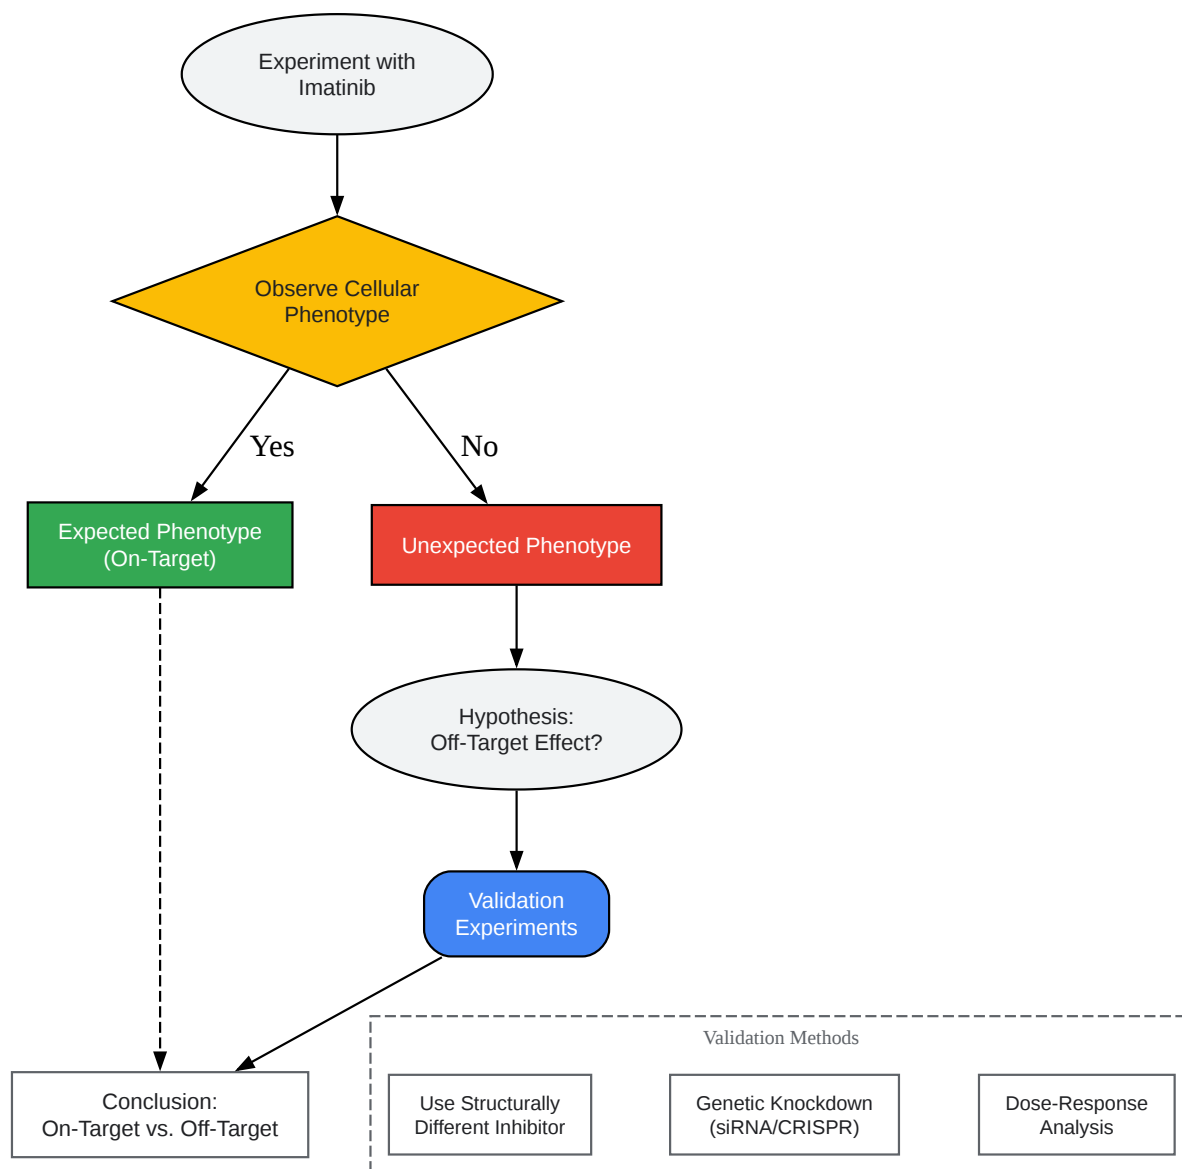 Experiment with
Imatinib
Observe Cellular
Phenotype
Yes
No
Expected Phenotype
(On-Target)
Unexpected Phenotype
Hypothesis:
Off-Target Effect?
Validation
Experiments
Validation Methods
Conclusion:
On-Target vs. Off-Target
Use Structurally
Different Inhibitor
Genetic Knockdown
(siRNA/CRISPR)
Dose-Response
Analysis